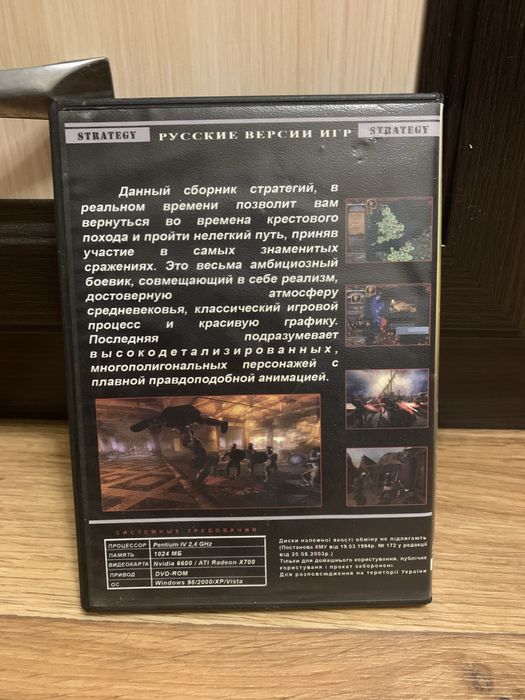 STRATEGY РУССКИЕ ВЕРСИИ ИГР STRATEGY
Данный сборник стратегий, в
реальном времени позволит вам
вернуться во времена крестового
похода и пройти нелегкий путь, приняв
участие в самых знаменитых
сражениях. Это весьма амбициозный
боевик, совмещающий в себе реализм,
достоверную атмосферу
средневековья, классический игровой
процесс и красивую графику.
Последняя подразумевает
высокодетализированных,
многополигональных персонажей с
плавной правдоподобной анимацией.
СИСТЕМНЫЕ ТРЕБОВАНИЯ
ПРОЦЕССОР Pentium IV 2,4 GHz
ПАМЯТЬ 1024 МБ
ВИДЕОКАРТА Nvidia 6600 / ATI Radeon X700
ПРИВОД DVD-ROM
ОС Windows 98/2000/XP/Vista
Диски належної якості обміну не підлягають
(Постанова КМУ від 19.03.1994р. № 172 у редакції
від 20.08.2003р.)
Тільки для домашнього користування, публічне
користуання і прокат заборонені.
Для розповсюдження на території України